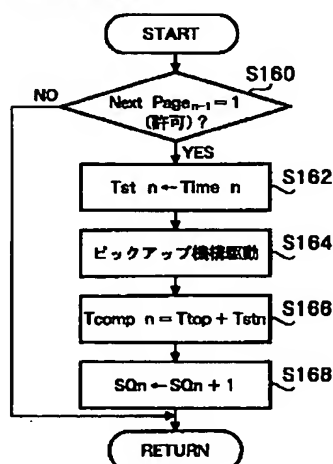 START
S160
NO
Next Pageₙ₋₁ = 1
(許可)?
YES
S162
Tst n ← Time n
S164
ピックアップ機構駆動
S166
Tcomp n = Ttop + Tstn
S168
SQn ← SQn + 1
RETURN